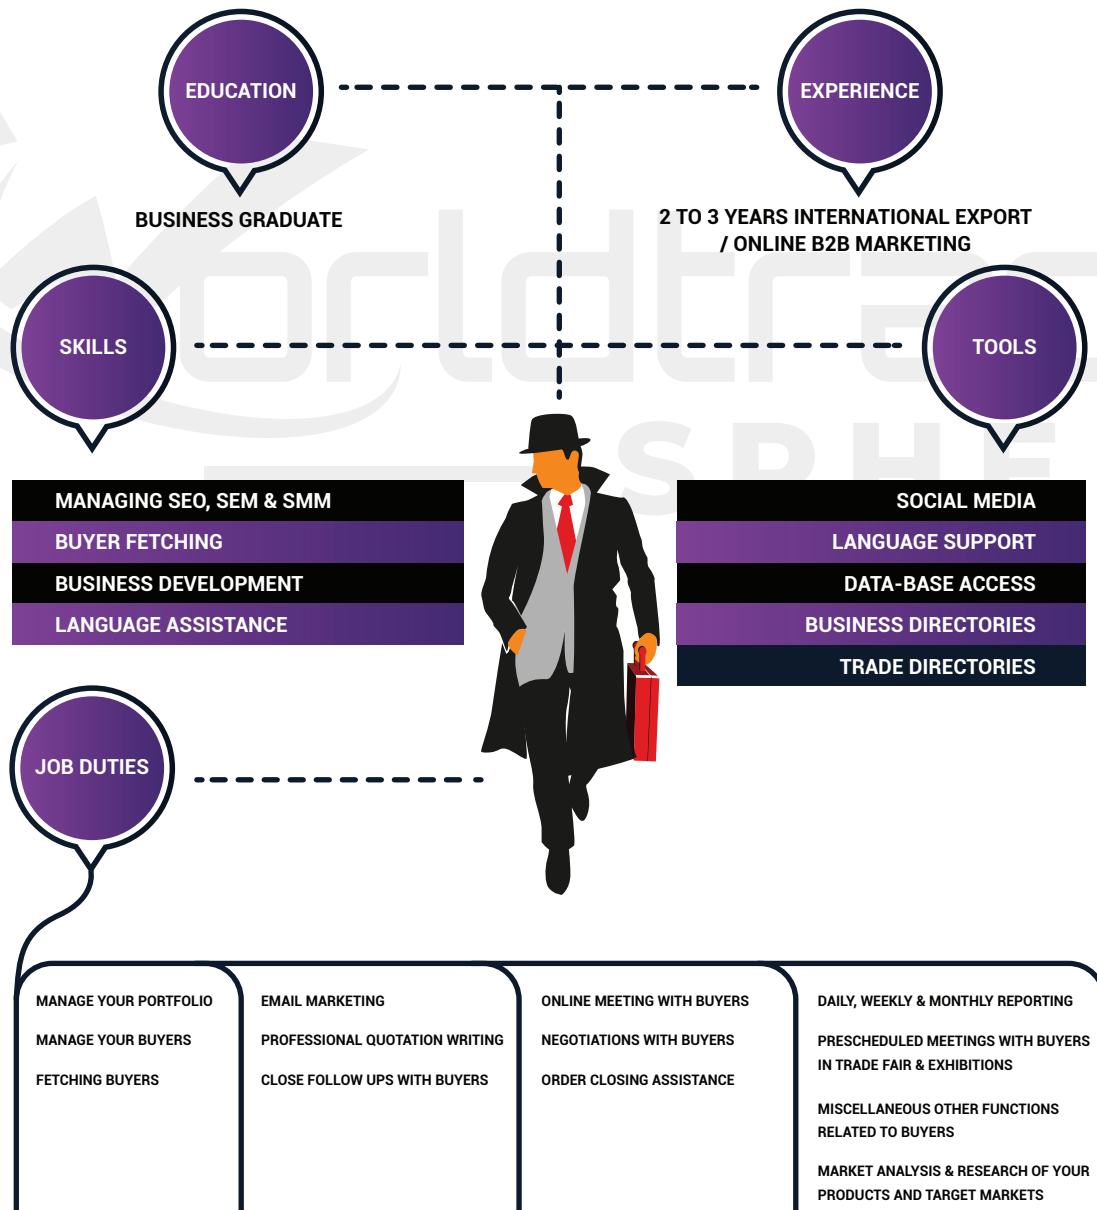 EDUCATION
EXPERIENCE
BUSINESS GRADUATE
2 TO 3 YEARS INTERNATIONAL EXPORT
/ ONLINE B2B MARKETING
SKILLS
TOOLS
MANAGING SEO, SEM & SMM
BUYER FETCHING
BUSINESS DEVELOPMENT
LANGUAGE ASSISTANCE
SOCIAL MEDIA
LANGUAGE SUPPORT
DATA-BASE ACCESS
BUSINESS DIRECTORIES
TRADE DIRECTORIES
JOB DUTIES
MANAGE YOUR PORTFOLIO
MANAGE YOUR BUYERS
FETCHING BUYERS
EMAIL MARKETING
PROFESSIONAL QUOTATION WRITING
CLOSE FOLLOW UPS WITH BUYERS
ONLINE MEETING WITH BUYERS
NEGOTIATIONS WITH BUYERS
ORDER CLOSING ASSISTANCE
DAILY, WEEKLY & MONTHLY REPORTING
PRESCHEDULED MEETINGS WITH BUYERS
IN TRADE FAIR & EXHIBITIONS
MISCELLANEOUS OTHER FUNCTIONS
RELATED TO BUYERS
MARKET ANALYSIS & RESEARCH OF YOUR
PRODUCTS AND TARGET MARKETS